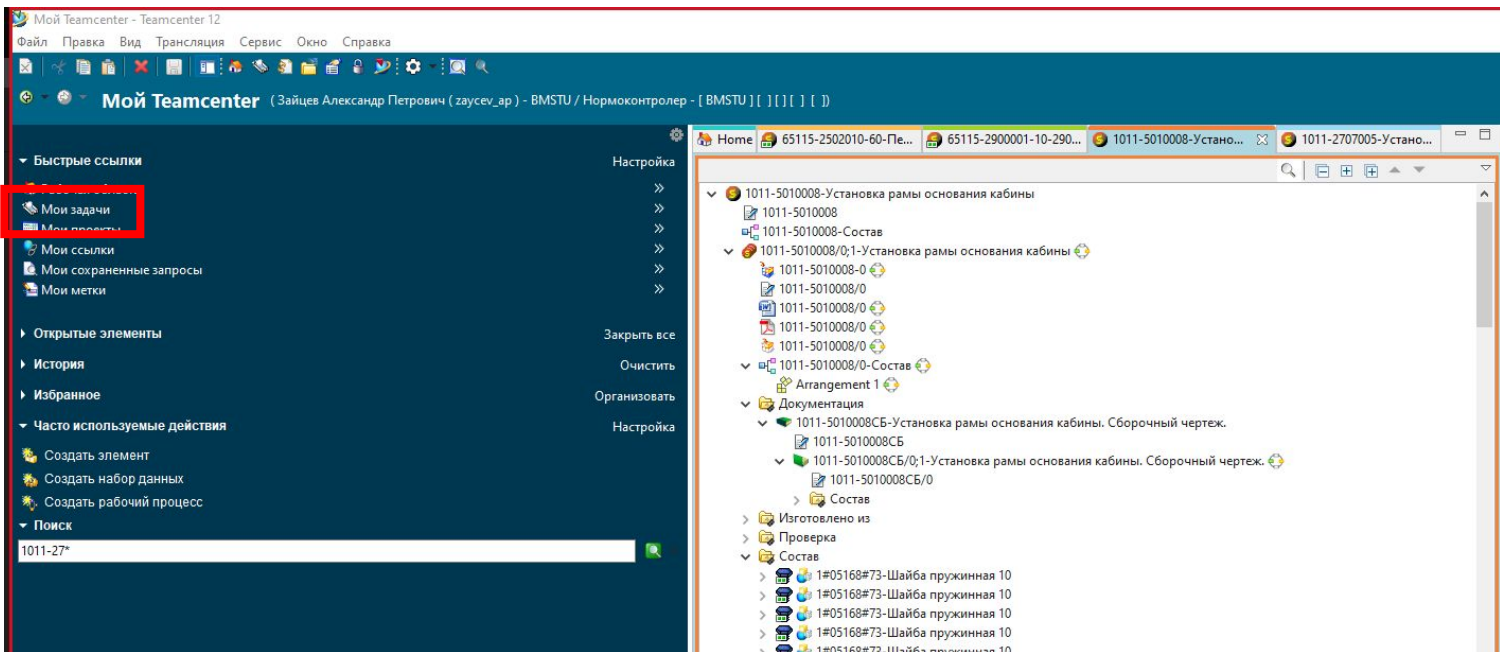 Мой Teamcenter - Teamcenter 12
Файл Правка Вид Трансляция Сервис Окно Справка
Мой Teamcenter ( Зайцев Александр Петрович ( zaycev_ap ) - BMSTU / Нормоконтролер - [ BMSTU ] [ ] [ ] [ ] [ ])
Быстрые ссылки Настройка
Мои задачи
Мои проекты
Мои ссылки
Мои сохраненные запросы
Мои метки
Открытые элементы Закрыть все
История Очистить
Избранное Организовать
Часто используемые действия Настройка
Создать элемент
Создать набор данных
Создать рабочий процесс
Поиск
1011-27*
Home 65115-2502010-60-Пе... 65115-2900001-10-290... 1011-5010008-Устано... 1011-2707005-Устано...
1011-5010008-Установка рамы основания кабины
1011-5010008
1011-5010008-Состав
1011-5010008/0;1-Установка рамы основания кабины
1011-5010008-0
1011-5010008/0
1011-5010008/0
1011-5010008/0
1011-5010008/0
1011-5010008/0-Состав
Arrangement 1
Документация
1011-5010008СБ-Установка рамы основания кабины. Сборочный чертеж.
1011-5010008СБ
1011-5010008СБ/0;1-Установка рамы основания кабины. Сборочный чертеж.
1011-5010008СБ/0
Состав
Изготовлено из
Проверка
Состав
1#05168#73-Шайба пружинная 10
1#05168#73-Шайба пружинная 10
1#05168#73-Шайба пружинная 10
1#05168#73-Шайба пружинная 10
1#05168#73-Шайба пружинная 10